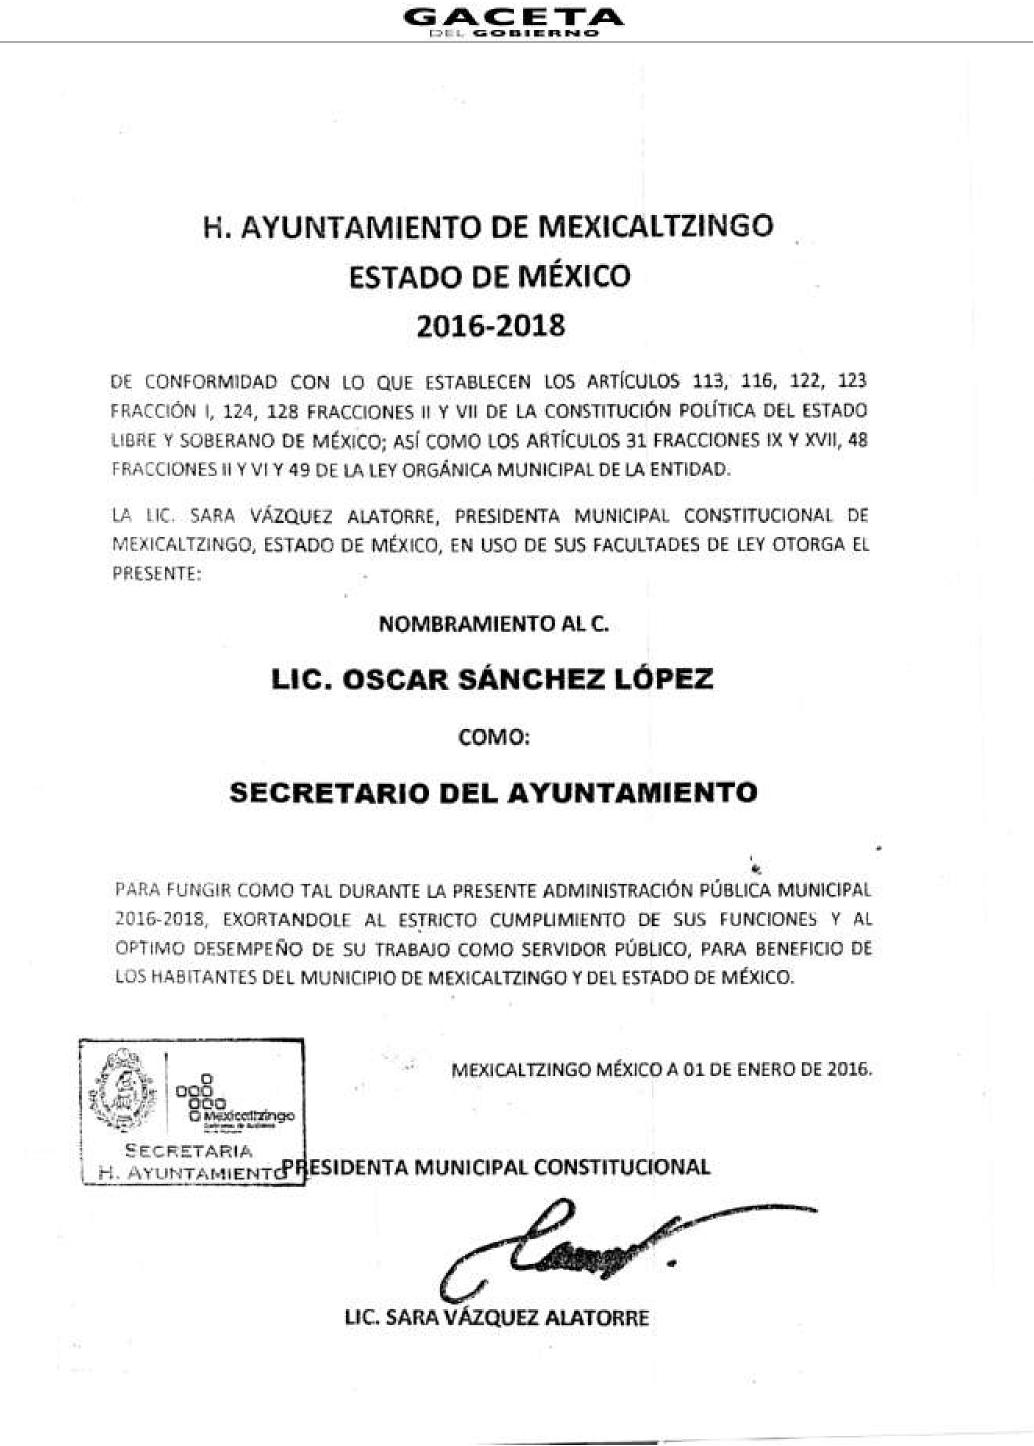 GACETA
DEL GOBIERNO
H. AYUNTAMIENTO DE MEXICALTZINGO
ESTADO DE MÉXICO
2016-2018
DE CONFORMIDAD CON LO QUE ESTABLECEN LOS ARTÍCULOS 113, 116, 122, 123
FRACCIÓN I, 124, 128 FRACCIONES II Y VII DE LA CONSTITUCIÓN POLÍTICA DEL ESTADO
LIBRE Y SOBERANO DE MÉXICO; ASÍ COMO LOS ARTÍCULOS 31 FRACCIONES IX Y XVII, 48
FRACCIONES II Y VI Y 49 DE LA LEY ORGÁNICA MUNICIPAL DE LA ENTIDAD.
LA LIC. SARA VÁZQUEZ ALATORRE, PRESIDENTA MUNICIPAL CONSTITUCIONAL DE
MEXICALTZINGO, ESTADO DE MÉXICO, EN USO DE SUS FACULTADES DE LEY OTORGA EL
PRESENTE:
NOMBRAMIENTO AL C.
LIC. OSCAR SÁNCHEZ LÓPEZ
COMO:
SECRETARIO DEL AYUNTAMIENTO
PARA FUNGIR COMO TAL DURANTE LA PRESENTE ADMINISTRACIÓN PÚBLICA MUNICIPAL
2016-2018, EXORTANDOLE AL ESTRICTO CUMPLIMIENTO DE SUS FUNCIONES Y AL
OPTIMO DESEMPEÑO DE SU TRABAJO COMO SERVIDOR PÚBLICO, PARA BENEFICIO DE
LOS HABITANTES DEL MUNICIPIO DE MEXICALTZINGO Y DEL ESTADO DE MÉXICO.
MEXICALTZINGO MÉXICO A 01 DE ENERO DE 2016.
Mexicaltzingo
SECRETARIA
H. AYUNTAMIENTO
PRESIDENTA MUNICIPAL CONSTITUCIONAL
LIC. SARA VÁZQUEZ ALATORRE